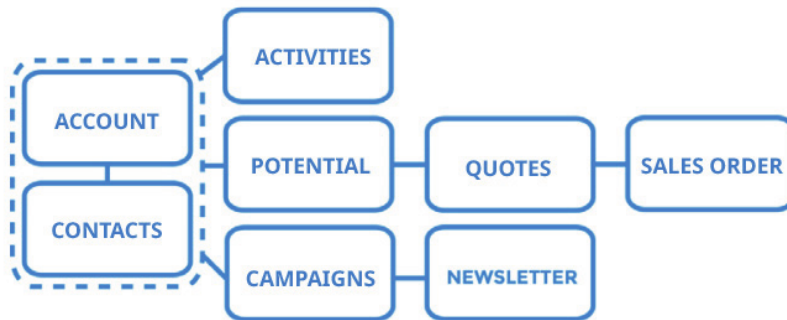 ACTIVITIES
ACCOUNT
POTENTIAL
QUOTES
SALES ORDER
CONTACTS
CAMPAIGNS
NEWSLETTER